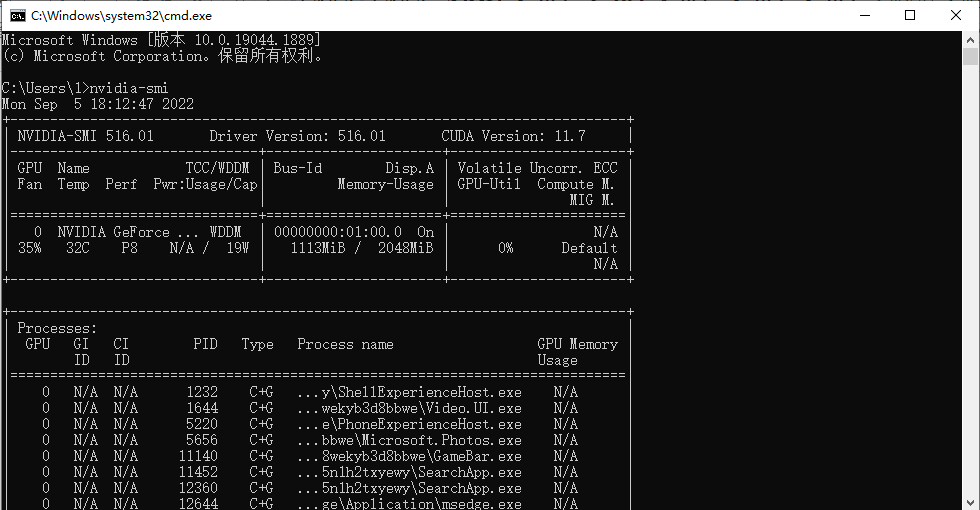 C:\Windows\system32\cmd.exe
Microsoft Windows [版本 10.0.19044.1889]
(c) Microsoft Corporation。保留所有权利。
C:\Users\1>nvidia-smi
Mon Sep  5 18:12:47 2022
NVIDIA-SMI 516.01       Driver Version: 516.01       CUDA Version: 11.7
GPU  Name            TCC/WDDM | Bus-Id        Disp.A | Volatile Uncorr. ECC
Fan  Temp  Perf  Pwr:Usage/Cap|         Memory-Usage | GPU-Util  Compute M.
MIG M.
0  NVIDIA GeForce ... WDDM  | 00000000:01:00.0  On |                  N/A
35%   32C    P8    N/A /  19W |   1113MiB /  2048MiB |      0%      Default
N/A
Processes:
GPU   GI   CI        PID   Type   Process name                  GPU Memory
ID   ID                                                   Usage
0   N/A  N/A      1232    C+G   ...y\ShellExperienceHost.exe    N/A
0   N/A  N/A      1644    C+G   ...wekyb3d8bbwe\Video.UI.exe    N/A
0   N/A  N/A      5220    C+G   ...e\PhoneExperienceHost.exe    N/A
0   N/A  N/A      5656    C+G   ...bbwe\Microsoft.Photos.exe    N/A
0   N/A  N/A     11140    C+G   ...8wekyb3d8bbwe\GameBar.exe    N/A
0   N/A  N/A     11452    C+G   ...5n1h2txyewy\SearchApp.exe    N/A
0   N/A  N/A     12360    C+G   ...5n1h2txyewy\SearchApp.exe    N/A
0   N/A  N/A     12644    C+G   ...ge\Application\msedge.exe    N/A